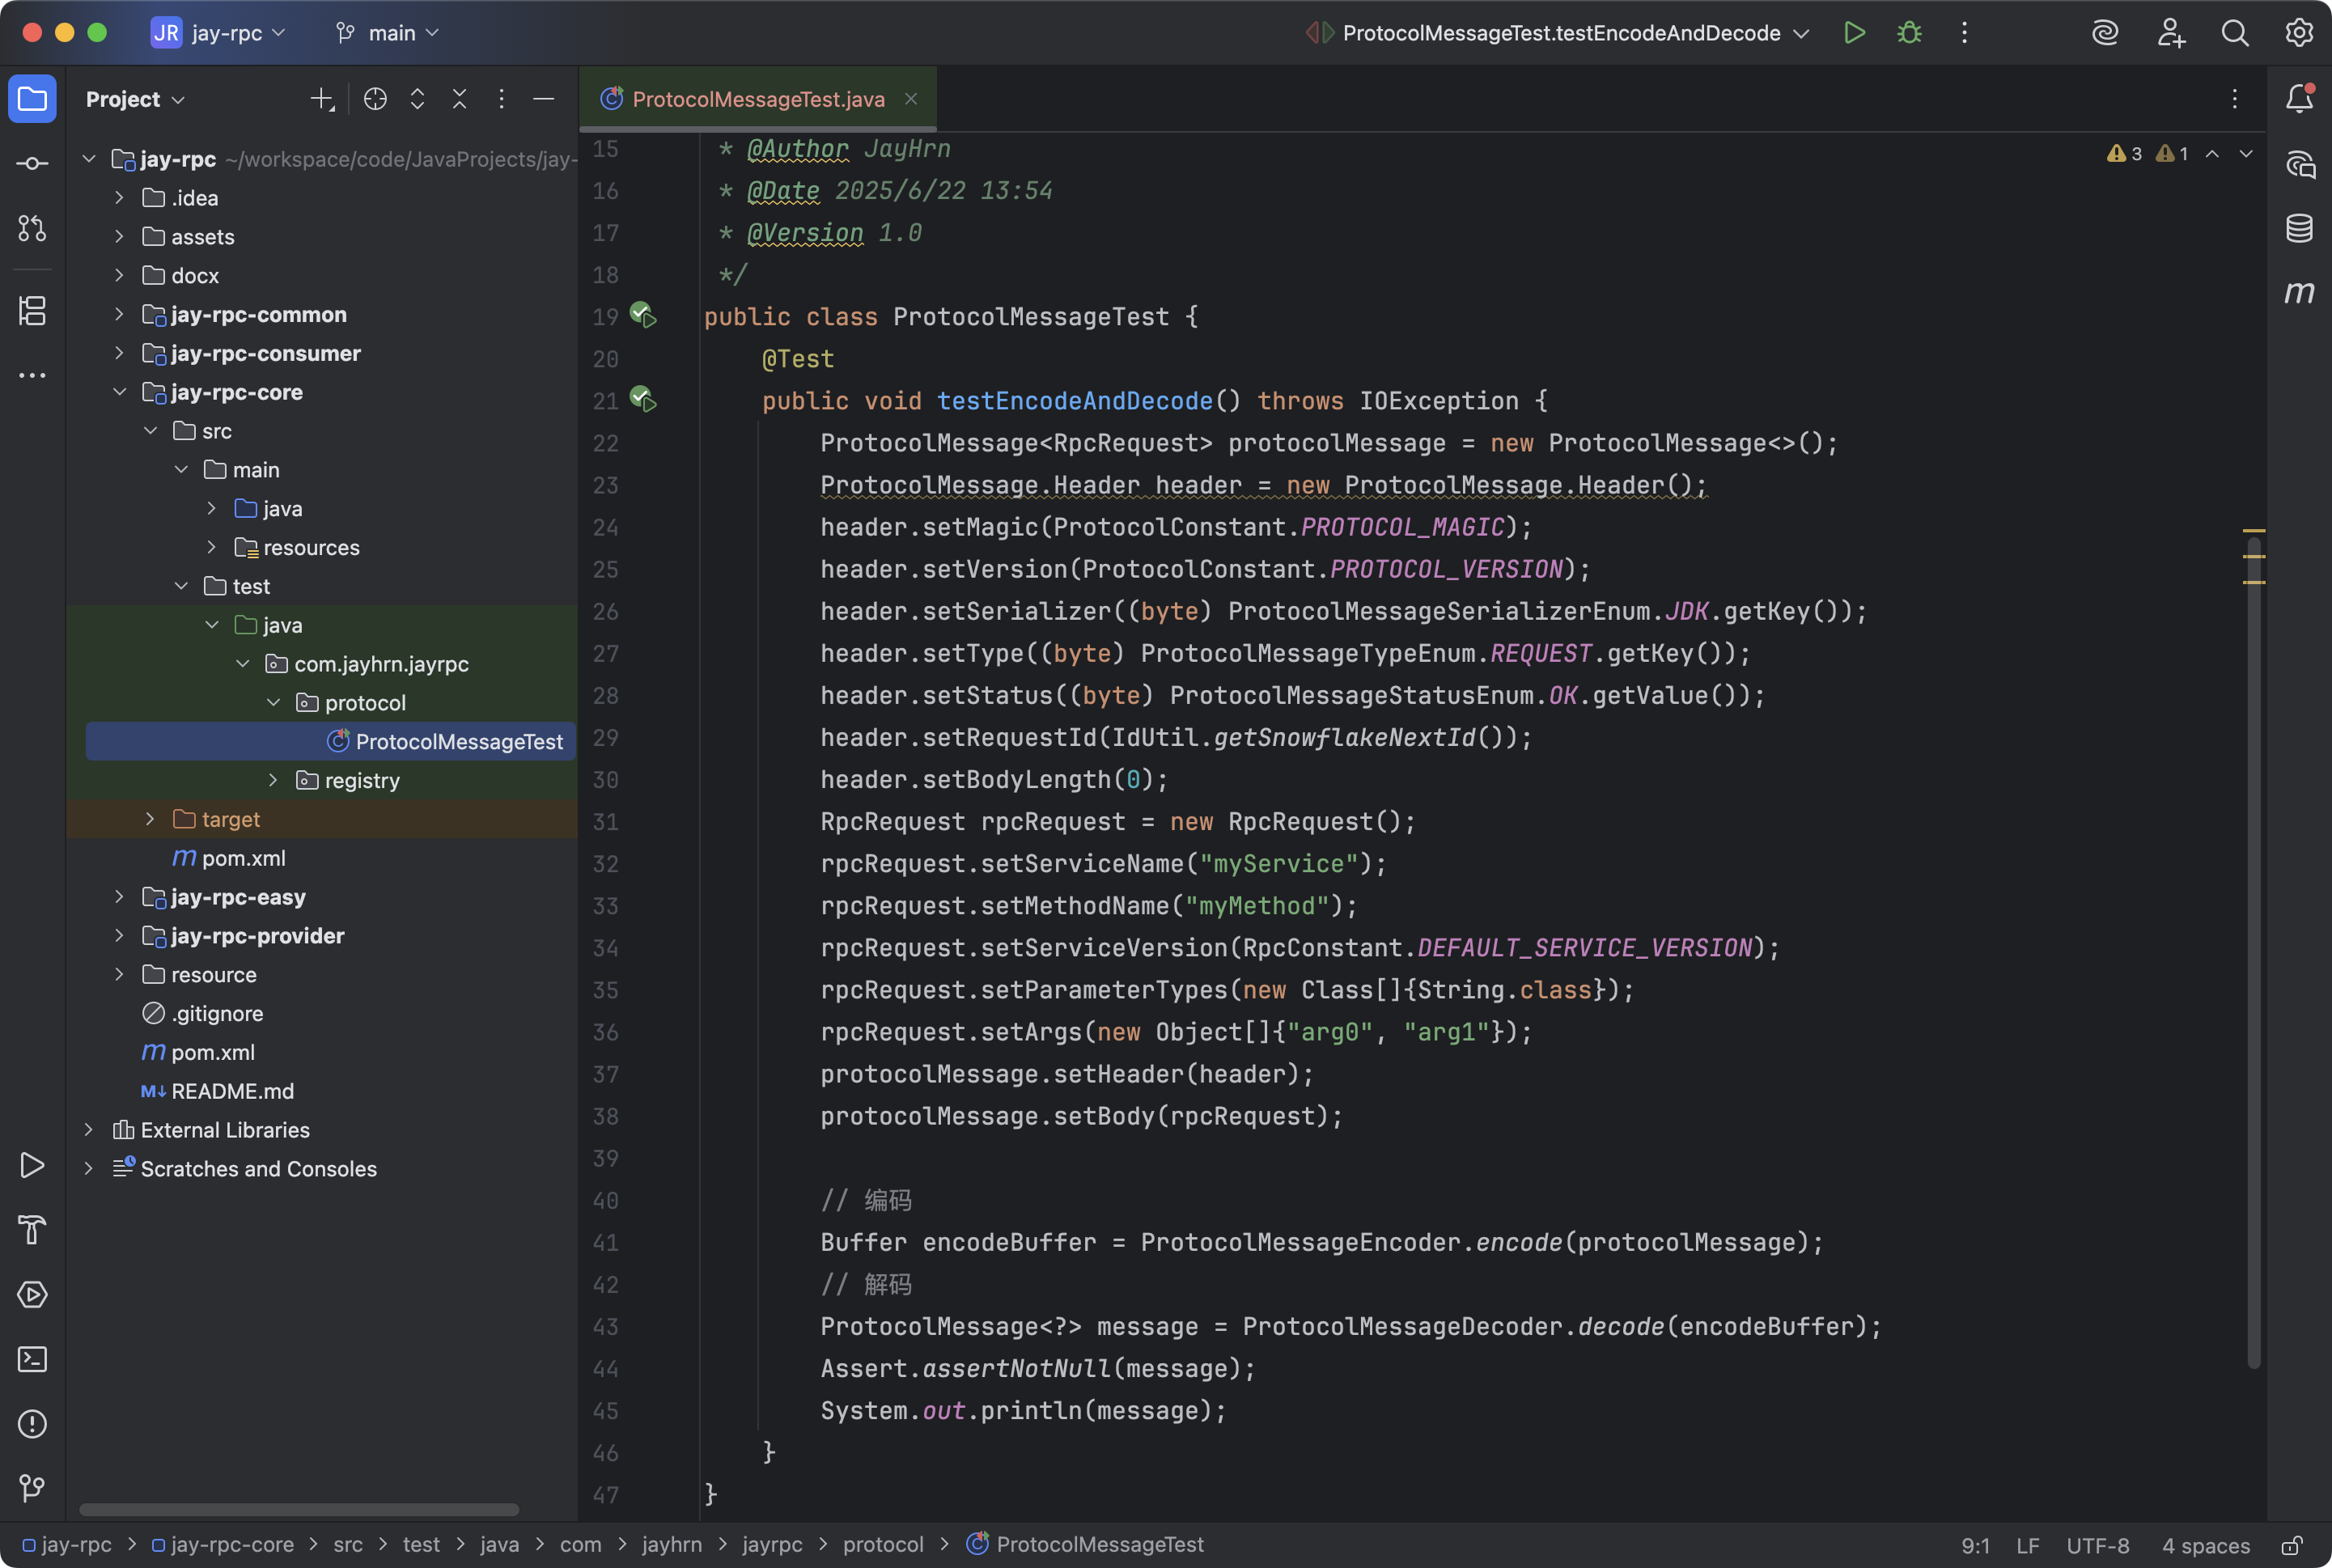 JR jay-rpc main ProtocolMessageTest.testEncodeAndDecode
Project
jay-rpc ~/workspace/code/JavaProjects/jay-
.idea
assets
docx
jay-rpc-common
jay-rpc-consumer
jay-rpc-core
src
main
java
resources
test
java
com.jayhrn.jayrpc
protocol
ProtocolMessageTest
registry
target
m pom.xml
jay-rpc-easy
jay-rpc-provider
resource
.gitignore
m pom.xml
M↓ README.md
External Libraries
Scratches and Consoles
ProtocolMessageTest.java
3 1
15 * @Author JayHrn
16 * @Date 2025/6/22 13:54
17 * @Version 1.0
18 */
19 public class ProtocolMessageTest {
20 @Test
21 public void testEncodeAndDecode() throws IOException {
22 ProtocolMessage<RpcRequest> protocolMessage = new ProtocolMessage<>();
23 ProtocolMessage.Header header = new ProtocolMessage.Header();
24 header.setMagic(ProtocolConstant.PROTOCOL_MAGIC);
25 header.setVersion(ProtocolConstant.PROTOCOL_VERSION);
26 header.setSerializer((byte) ProtocolMessageSerializerEnum.JDK.getKey());
27 header.setType((byte) ProtocolMessageTypeEnum.REQUEST.getKey());
28 header.setStatus((byte) ProtocolMessageStatusEnum.OK.getValue());
29 header.setRequestId(IdUtil.getSnowflakeNextId());
30 header.setBodyLength(0);
31 RpcRequest rpcRequest = new RpcRequest();
32 rpcRequest.setServiceName("myService");
33 rpcRequest.setMethodName("myMethod");
34 rpcRequest.setServiceVersion(RpcConstant.DEFAULT_SERVICE_VERSION);
35 rpcRequest.setParameterTypes(new Class[]{String.class});
36 rpcRequest.setArgs(new Object[]{"arg0", "arg1"});
37 protocolMessage.setHeader(header);
38 protocolMessage.setBody(rpcRequest);
39
40 // 编码
41 Buffer encodeBuffer = ProtocolMessageEncoder.encode(protocolMessage);
42 // 解码
43 ProtocolMessage<?> message = ProtocolMessageDecoder.decode(encodeBuffer);
44 Assert.assertNotNull(message);
45 System.out.println(message);
46 }
47 }
m
jay-rpc > jay-rpc-core > src > test > java > com > jayhrn > jayrpc > protocol > ProtocolMessageTest
9:1 LF UTF-8 4 spaces